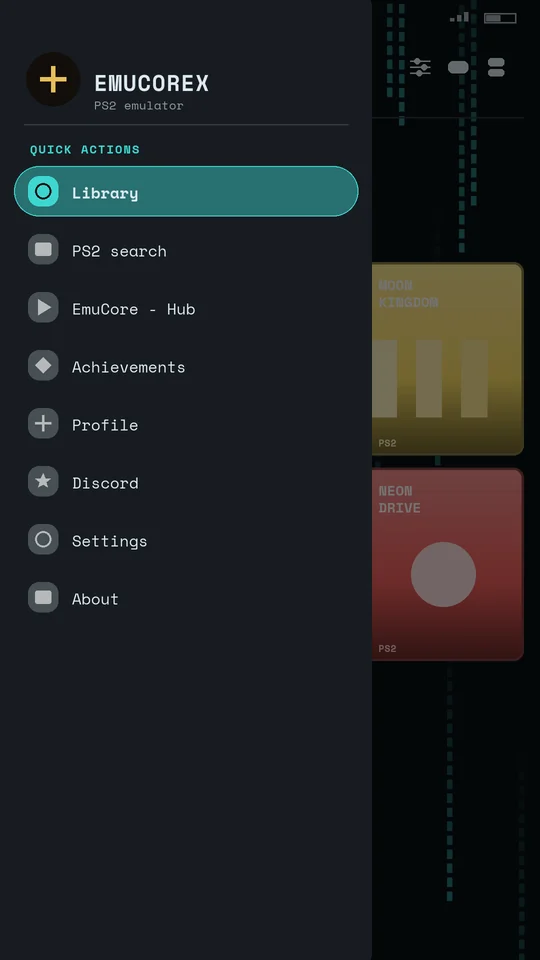 EMUCOREX
PS2 emulator
QUICK ACTIONS
Library
PS2 search
EmuCore - Hub
Achievements
Profile
Discord
Settings
About
MOON
KINGDOM
PS2
NEON
DRIVE
PS2